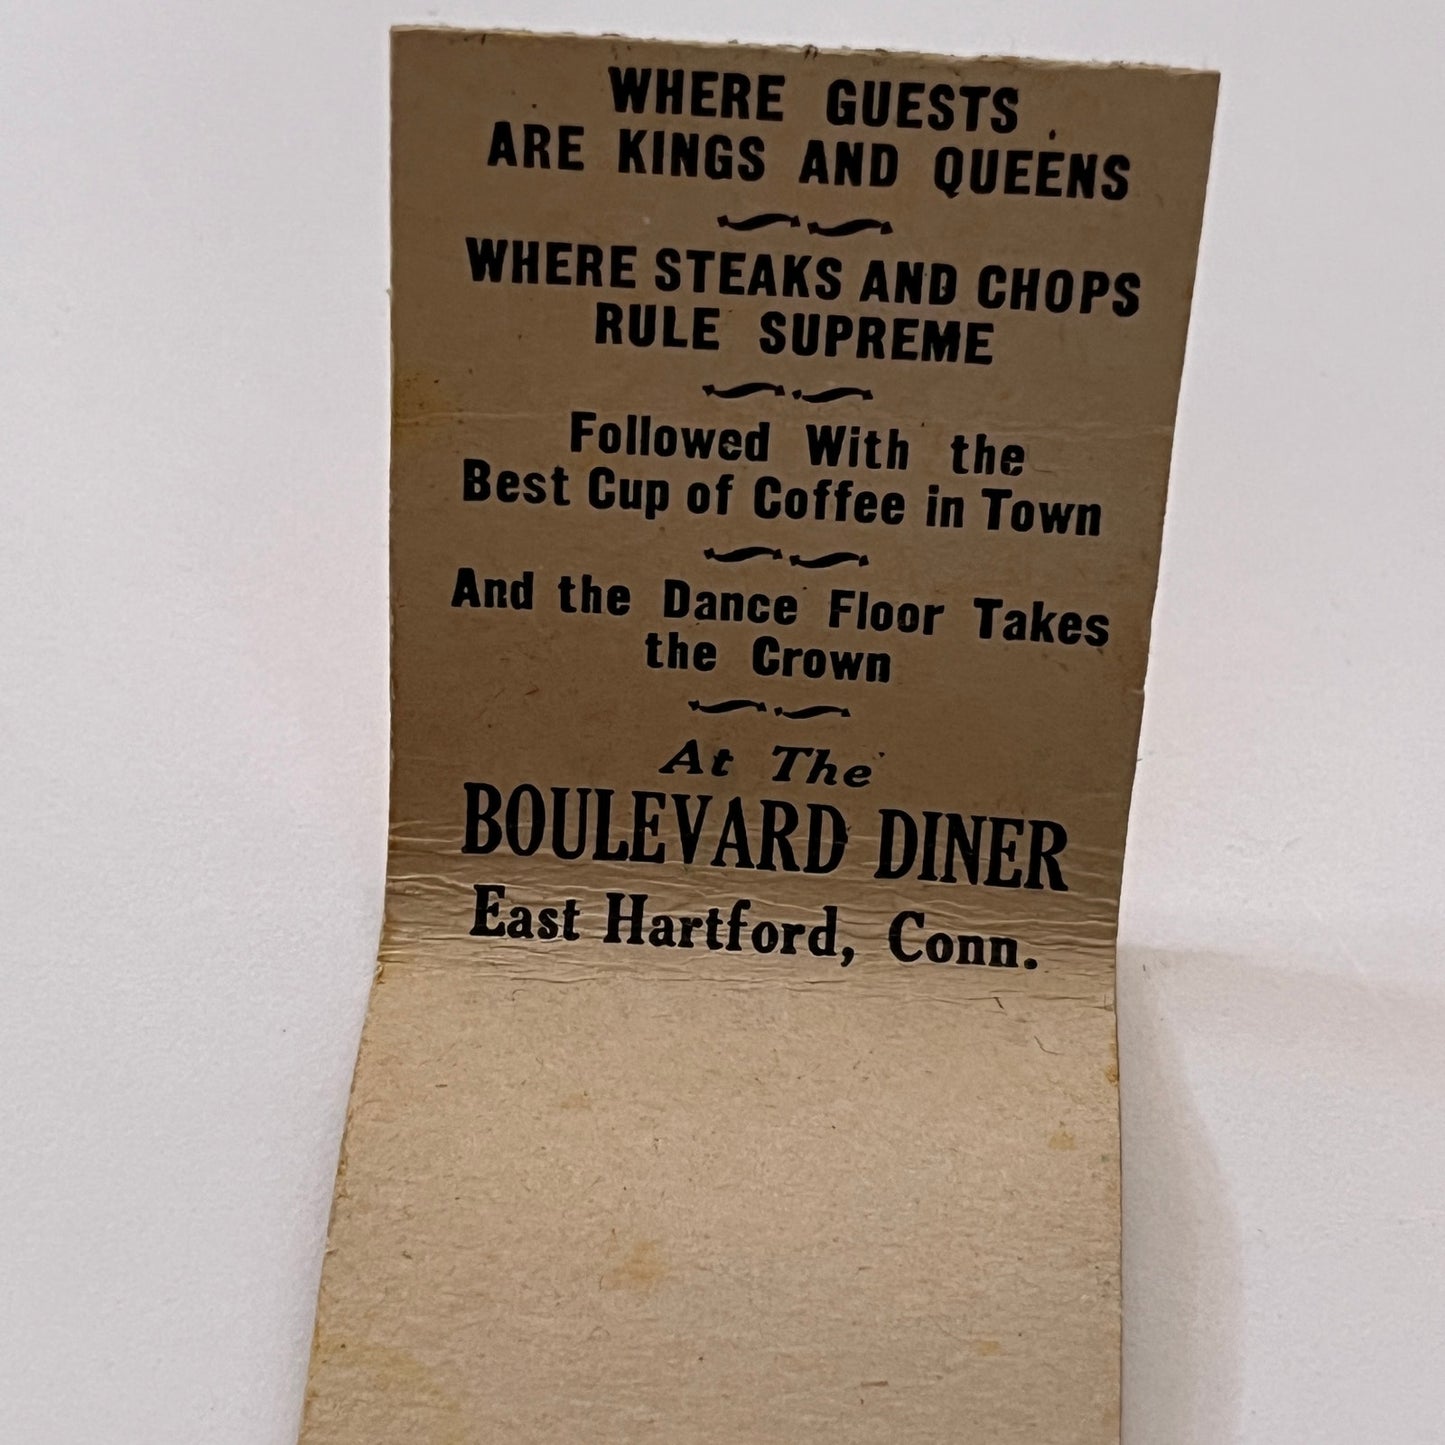 WHERE GUESTS
ARE KINGS AND QUEENS
WHERE STEAKS AND CHOPS
RULE SUPREME
Followed With the
Best Cup of Coffee in Town
And the Dance Floor Takes
the Crown
At The
BOULEVARD DINER
East Hartford, Conn.